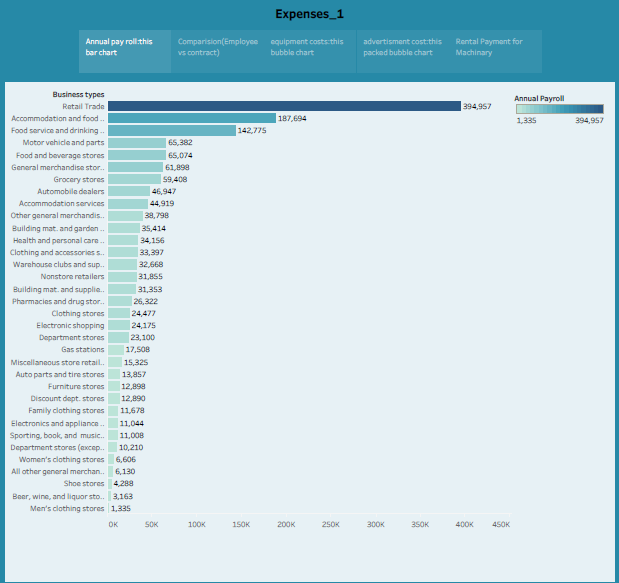 Expenses_1
Annual pay roll:this bar chart
Comparision(Employee vs contract)
equipment costs:this bubble chart
advertisment cost:this packed bubble chart
Rental Payment for Machinary
Business types
Retail Trade 394,957
Accommodation and food .. 187,694
Food service and drinking .. 142,775
Motor vehicle and parts 65,382
Food and beverage stores 65,074
General merchandise stor.. 61,898
Grocery stores 59,408
Automobile dealers 46,947
Accommodation services 44,919
Other general merchandis.. 38,798
Building mat. and garden .. 35,414
Health and personal care .. 34,156
Clothing and accessories s.. 33,397
Warehouse clubs and sup.. 32,668
Nonstore retailers 31,855
Building mat. and supplie.. 31,353
Pharmacies and drug stor.. 26,322
Clothing stores 24,477
Electronic shopping 24,175
Department stores 23,100
Gas stations 17,508
Miscellaneous store retail.. 15,325
Auto parts and tire stores 13,857
Furniture stores 12,898
Discount dept. stores 12,890
Family clothing stores 11,678
Electronics and appliance .. 11,044
Sporting, book, and music.. 11,008
Department stores (excep.. 10,210
Women's clothing stores 6,606
All other general merchan.. 6,130
Shoe stores 4,288
Beer, wine, and liquor sto.. 3,163
Men's clothing stores 1,335
0K 50K 100K 150K 200K 250K 300K 350K 400K 450K
Annual Payroll
1,335 394,957